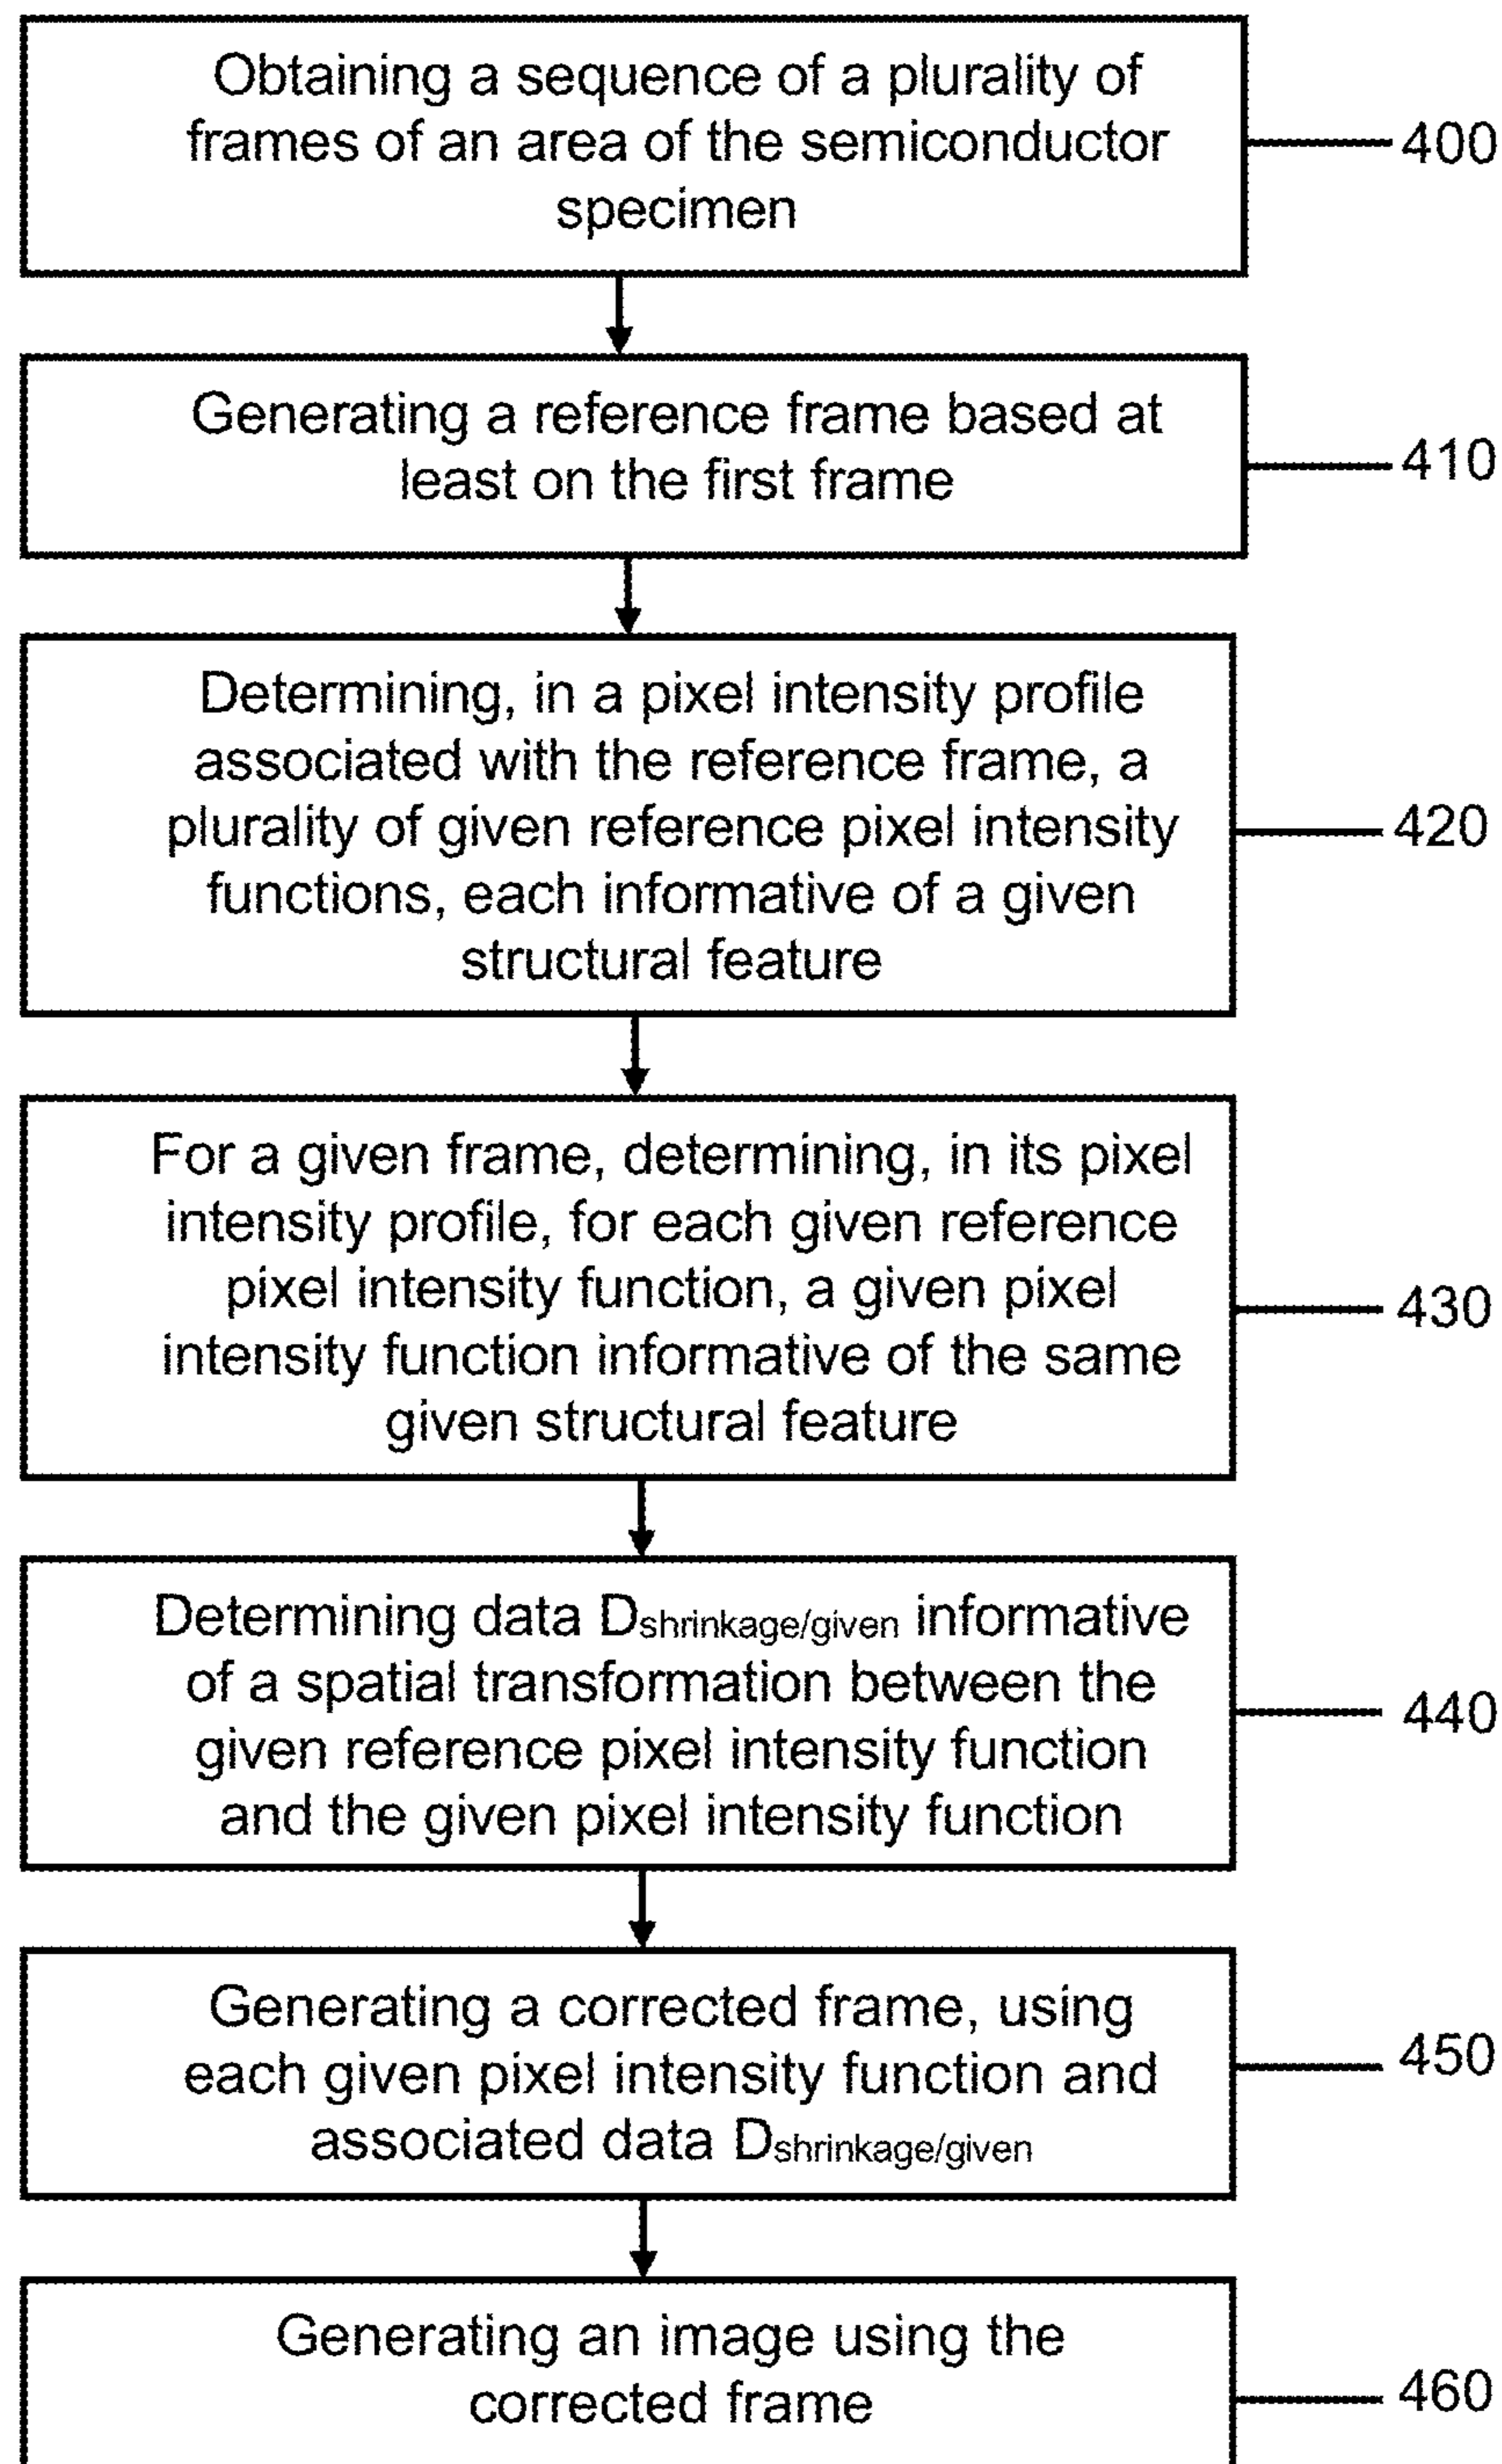 Obtaining a sequence of a plurality of
frames of an area of the semiconductor
specimen
400
Generating a reference frame based at
least on the first frame
410
Determining, in a pixel intensity profile
associated with the reference frame, a
plurality of given reference pixel intensity
functions, each informative of a given
structural feature
420
For a given frame, determining, in its pixel
intensity profile, for each given reference
pixel intensity function, a given pixel
intensity function informative of the same
given structural feature
430
Determining data Dshrinkage/given informative
of a spatial transformation between the
given reference pixel intensity function
and the given pixel intensity function
440
Generating a corrected frame, using
each given pixel intensity function and
associated data Dshrinkage/given
450
Generating an image using the
corrected frame
460